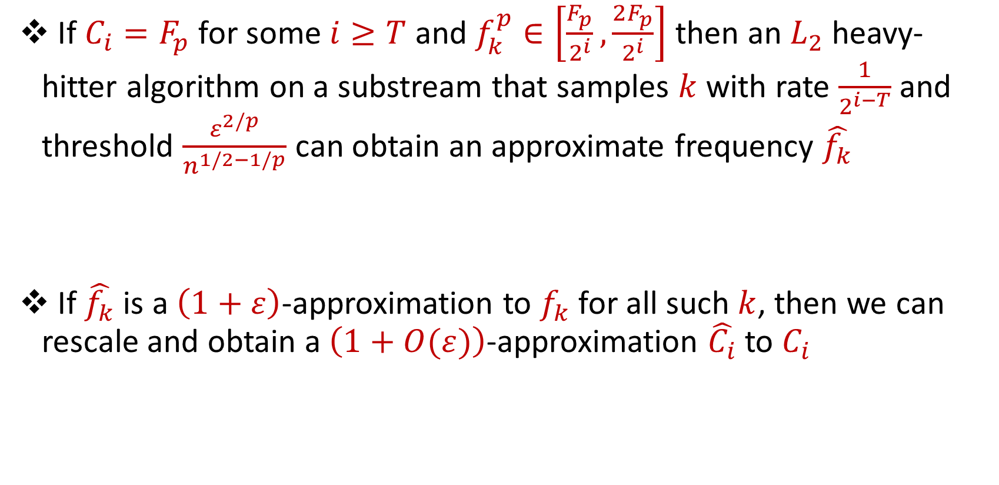 ❖ If $C_i = F_p$ for some $i \geq T$ and $f_k^p \in \left[\frac{F_p}{2^i}, \frac{2F_p}{2^i}\right]$ then an $L_2$ heavy-
hitter algorithm on a substream that samples $k$ with rate $\frac{1}{2^{i-T}}$ and
threshold $\frac{\varepsilon^{2/p}}{n^{1/2-1/p}}$ can obtain an approximate frequency $\widehat{f_k}$
❖ If $\widehat{f_k}$ is a $(1 + \varepsilon)$-approximation to $f_k$ for all such $k$, then we can
rescale and obtain a $(1 + O(\varepsilon))$-approximation $\widehat{C_i}$ to $C_i$